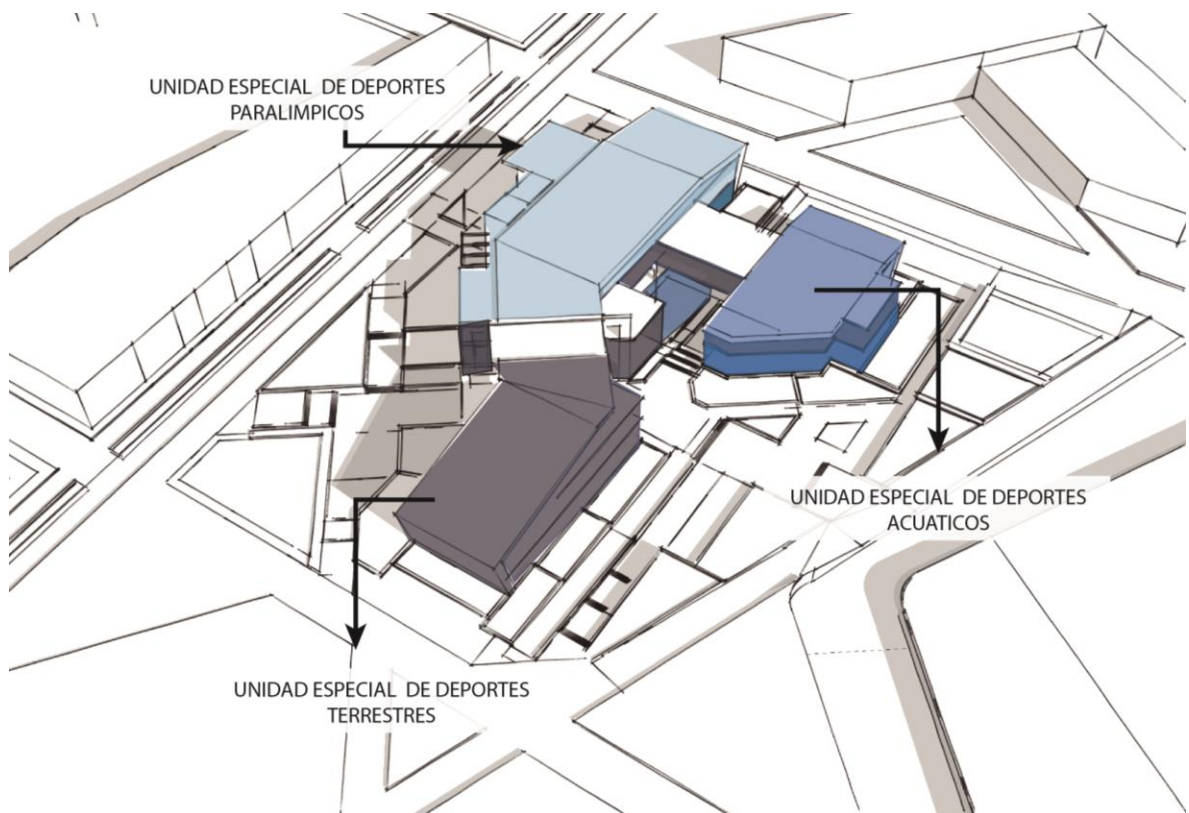 UNIDAD ESPECIAL DE DEPORTES
PARALIMPICOS
UNIDAD ESPECIAL DE DEPORTES
ACUATICOS
UNIDAD ESPECIAL DE DEPORTES
TERRESTRES